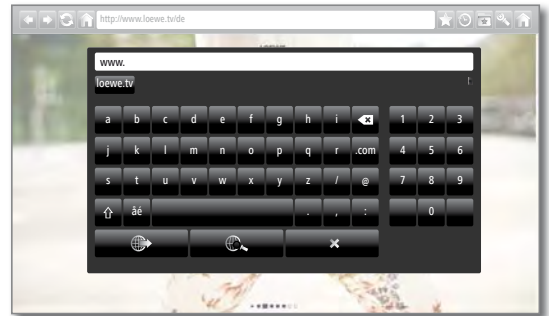 http://www.loewe.tv/de
www.
loewe.tv
a b c d e f g h i 1 2 3
j k l m n o p q r .com 4 5 6
s t u v w x y z / @ 7 8 9
âé . , : 0